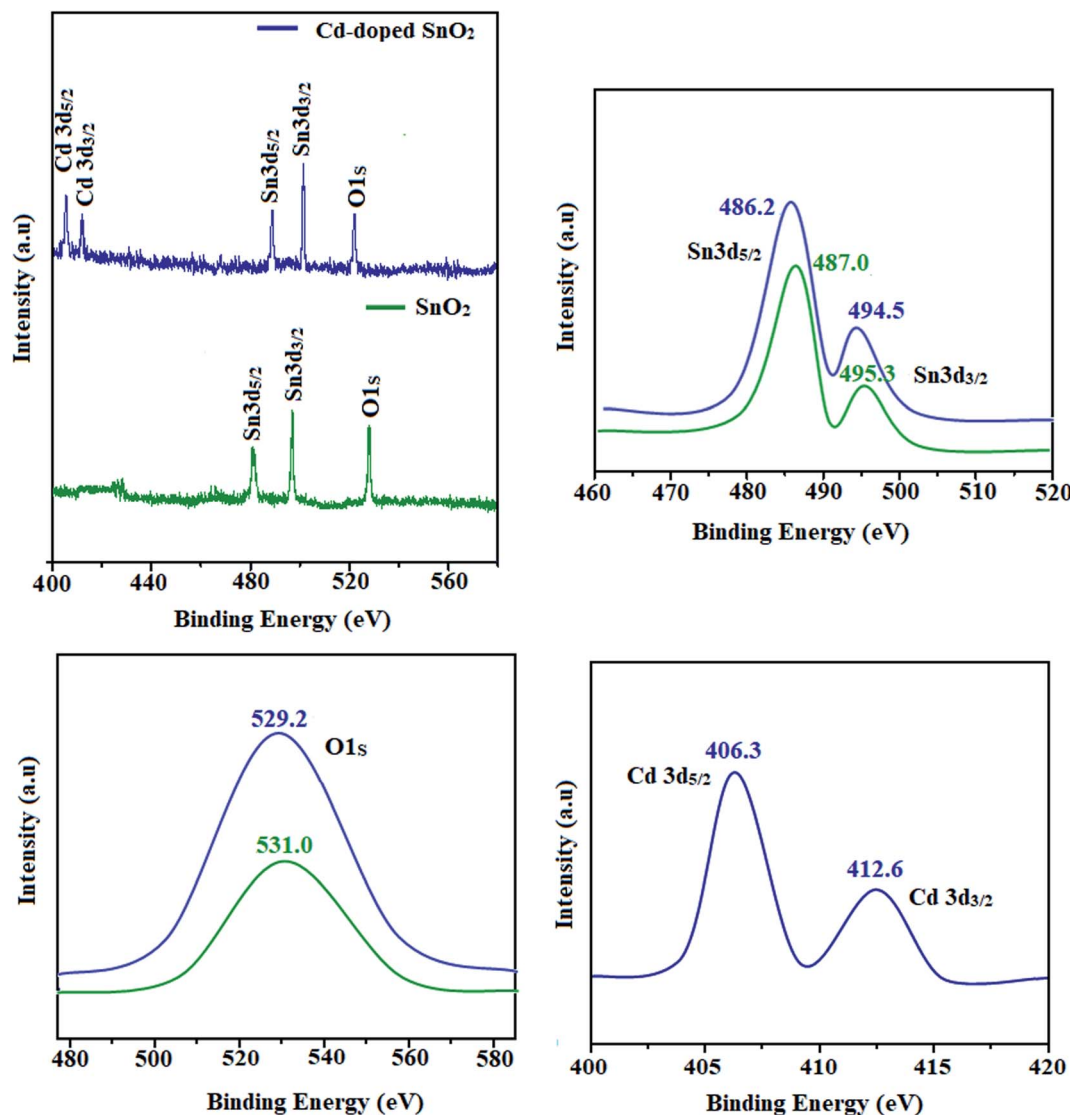 Cd-doped SnO₂
Cd 3d₅/₂
Cd 3d₃/₂
Sn3d₅/₂
Sn3d₃/₂
O1s
SnO₂
Sn3d₅/₂
Sn3d₃/₂
O1s
Intensity (a.u)
400 440 480 520 560
Binding Energy (eV)
486.2
Sn3d₅/₂
487.0
494.5
495.3
Sn3d₃/₂
Intensity (a.u)
460 470 480 490 500 510 520
Binding Energy (eV)
529.2
O1s
531.0
Intensity (a.u)
480 500 520 540 560 580
Binding Energy (eV)
406.3
Cd 3d₅/₂
412.6
Cd 3d₃/₂
Intensity (a.u)
400 405 410 415 420
Binding Energy (eV)